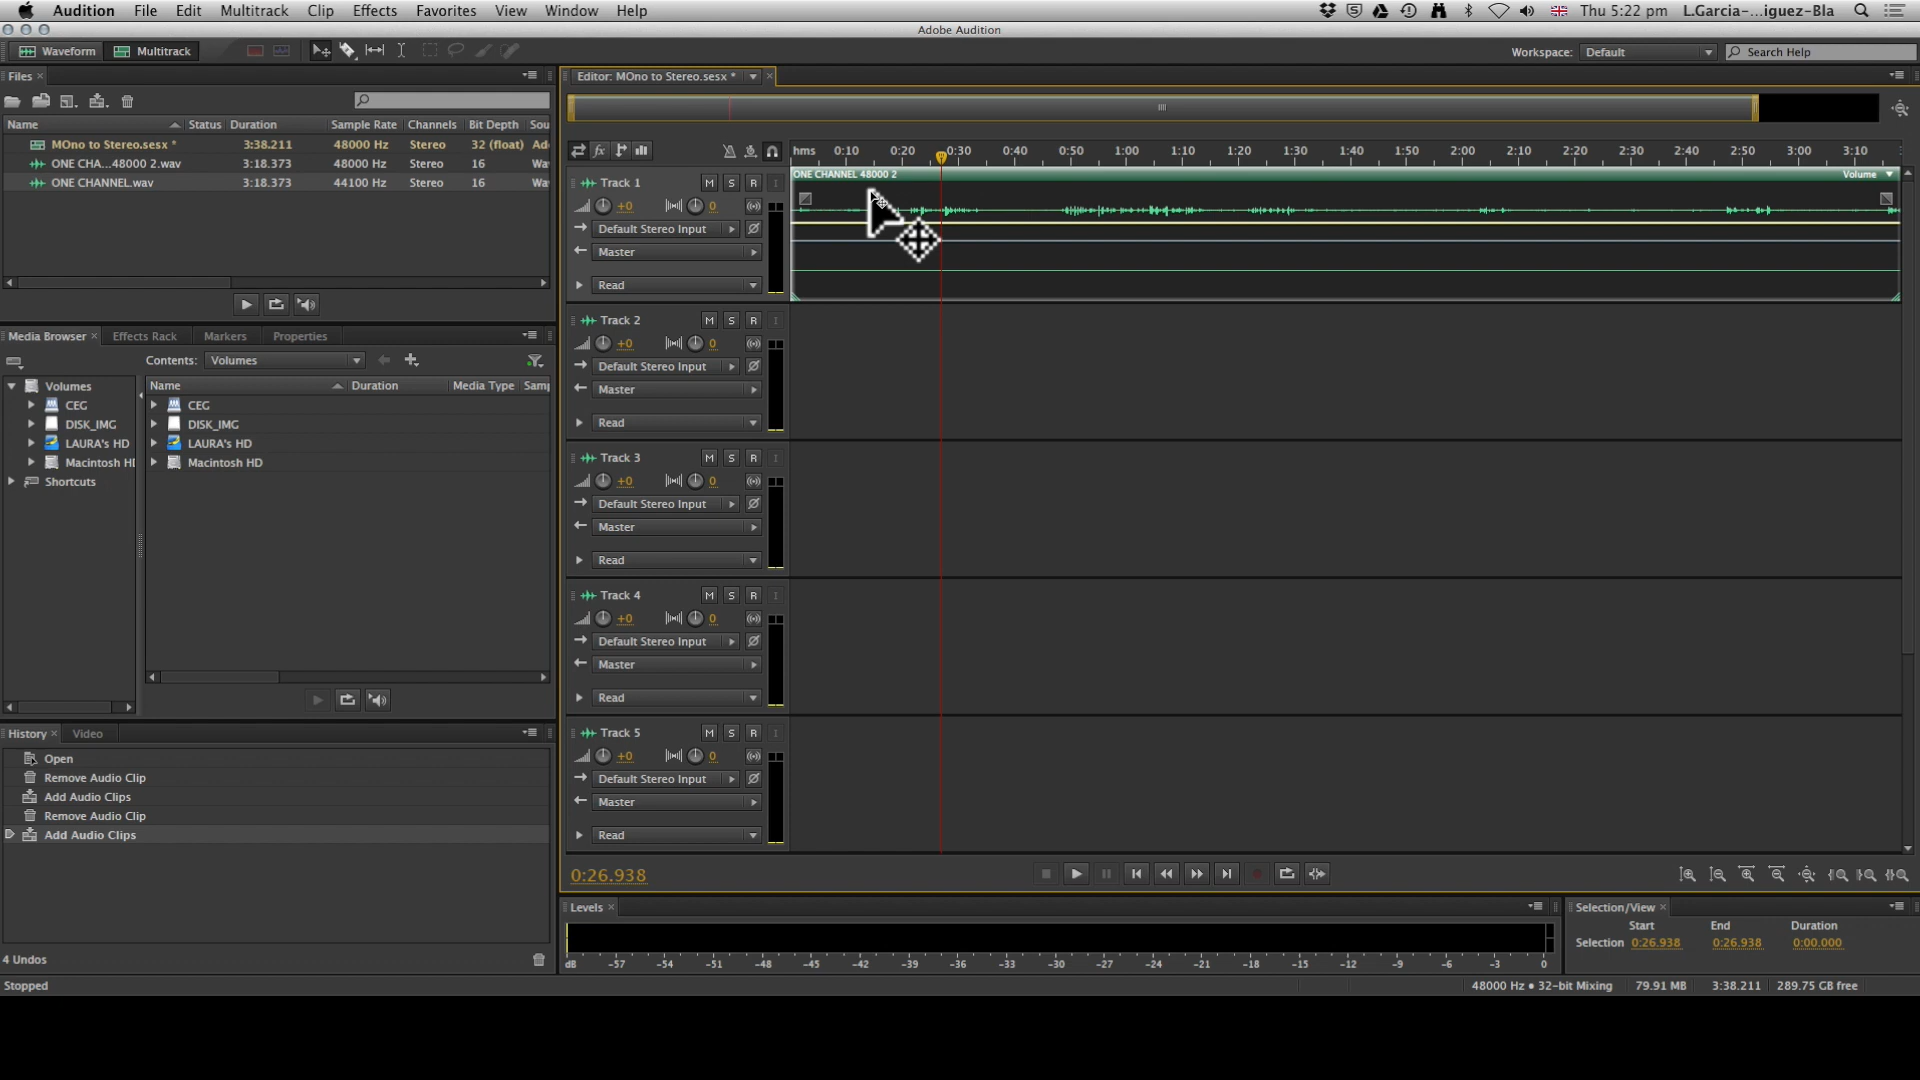 Audition File Edit Multitrack Clip Effects Favorites View Window Help Thu 5:22 pm L.Garcia-...iguez-Bla
Adobe Audition
Waveform Multitrack Workspace: Default Search Help
Files
Name Status Duration Sample Rate Channels Bit Depth Sou
MOno to Stereo.sesx * 3:38.211 48000 Hz Stereo 32 (float) Ad
ONE CHA...48000 2.wav 3:18.373 48000 Hz Stereo 16 Wa
ONE CHANNEL.wav 3:18.373 44100 Hz Stereo 16 Wa
Media Browser Effects Rack Markers Properties
Contents: Volumes
Volumes
CEG
DISK_IMG
LAURA's HD
Macintosh HI
Shortcuts
Name Duration Media Type Samp
CEG
DISK_IMG
LAURA's HD
Macintosh HD
History Video
Open
Remove Audio Clip
Add Audio Clips
Remove Audio Clip
Add Audio Clips
4 Undos
Stopped
Editor: MOno to Stereo.sesx *
fx
hms 0:10 0:20 0:30 0:40 0:50 1:00 1:10 1:20 1:30 1:40 1:50 2:00 2:10 2:20 2:30 2:40 2:50 3:00 3:10
ONE CHANNEL 48000 2 Volume
Track 1 M S R I
+0 0
Default Stereo Input
Master
Read
Track 2 M S R I
+0 0
Default Stereo Input
Master
Read
Track 3 M S R I
+0 0
Default Stereo Input
Master
Read
Track 4 M S R I
+0 0
Default Stereo Input
Master
Read
Track 5 M S R I
+0 0
Default Stereo Input
Master
Read
0:26.938
Levels
dB -57 -54 -51 -48 -45 -42 -39 -36 -33 -30 -27 -24 -21 -18 -15 -12 -9 -6 -3 0
Selection/View
Start End Duration
Selection 0:26.938 0:26.938 0:00.000
48000 Hz • 32-bit Mixing 79.91 MB 3:38.211 289.75 GB free